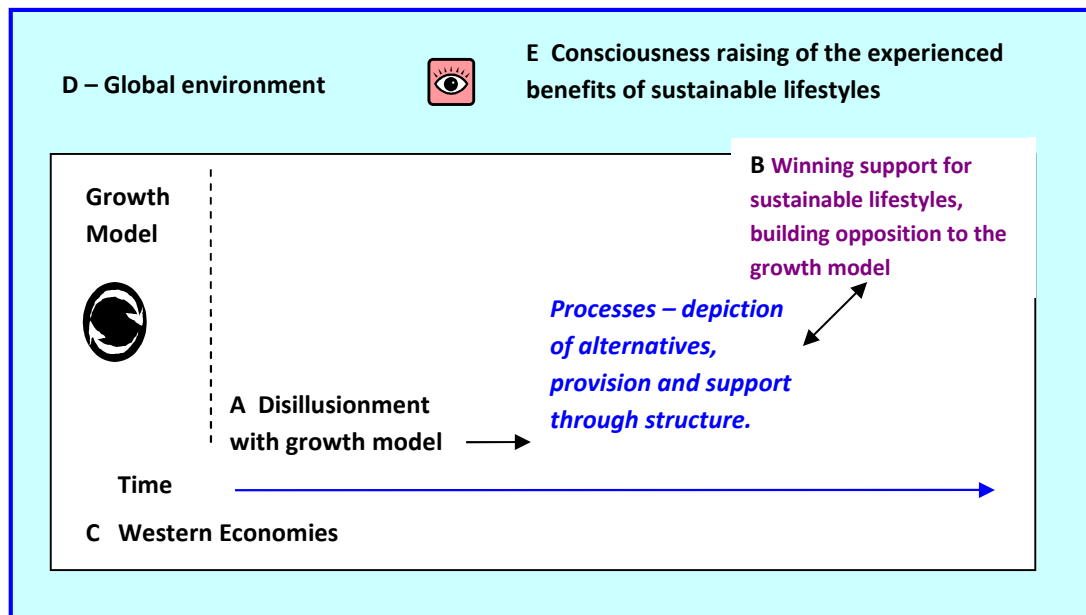 D – Global environment
E Consciousness raising of the experienced
benefits of sustainable lifestyles
Growth
Model
B Winning support for
sustainable lifestyles,
building opposition to the
growth model
Processes – depiction
of alternatives,
provision and support
through structure.
A Disillusionment
with growth model
Time
C Western Economies